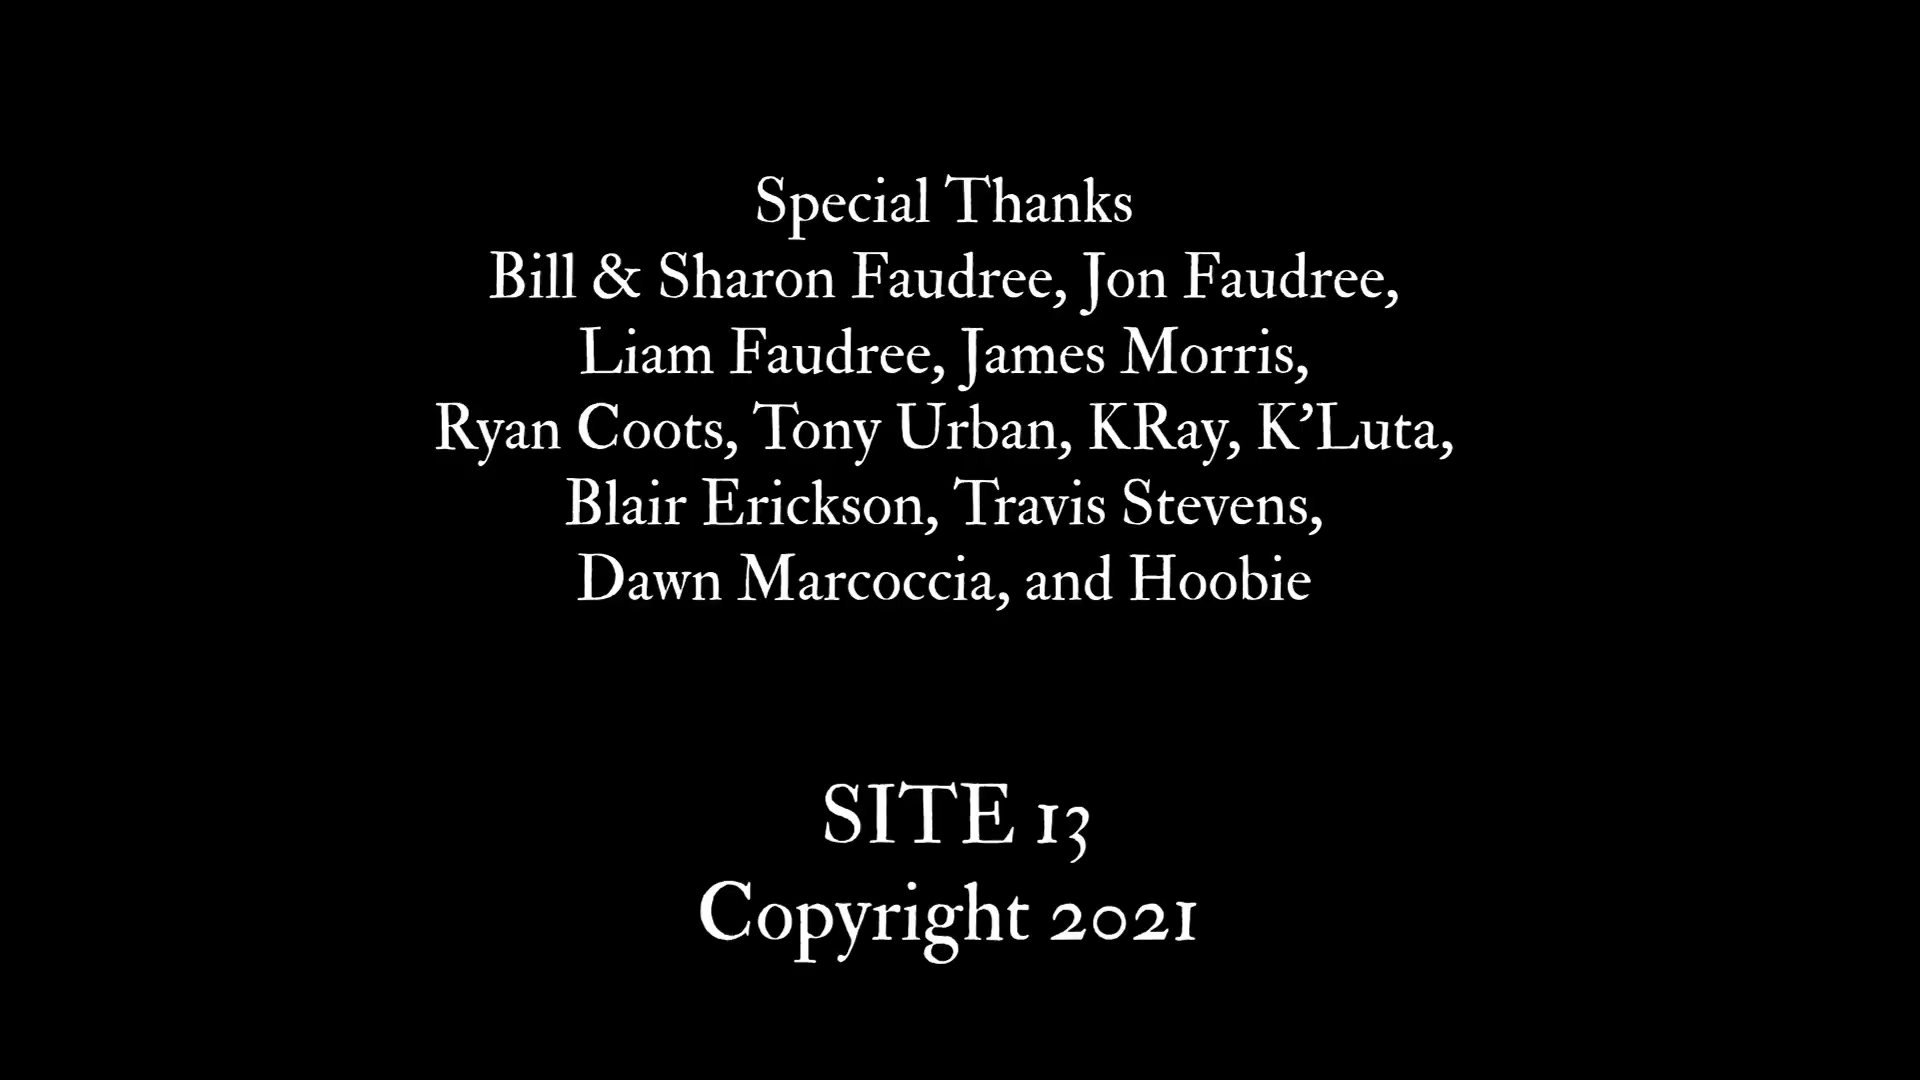 Special Thanks
Bill & Sharon Faudree, Jon Faudree,
Liam Faudree, James Morris,
Ryan Coots, Tony Urban, KRay, K’Luta,
Blair Erickson, Travis Stevens,
Dawn Marcoccia, and Hoobie
SITE 13
Copyright 2021